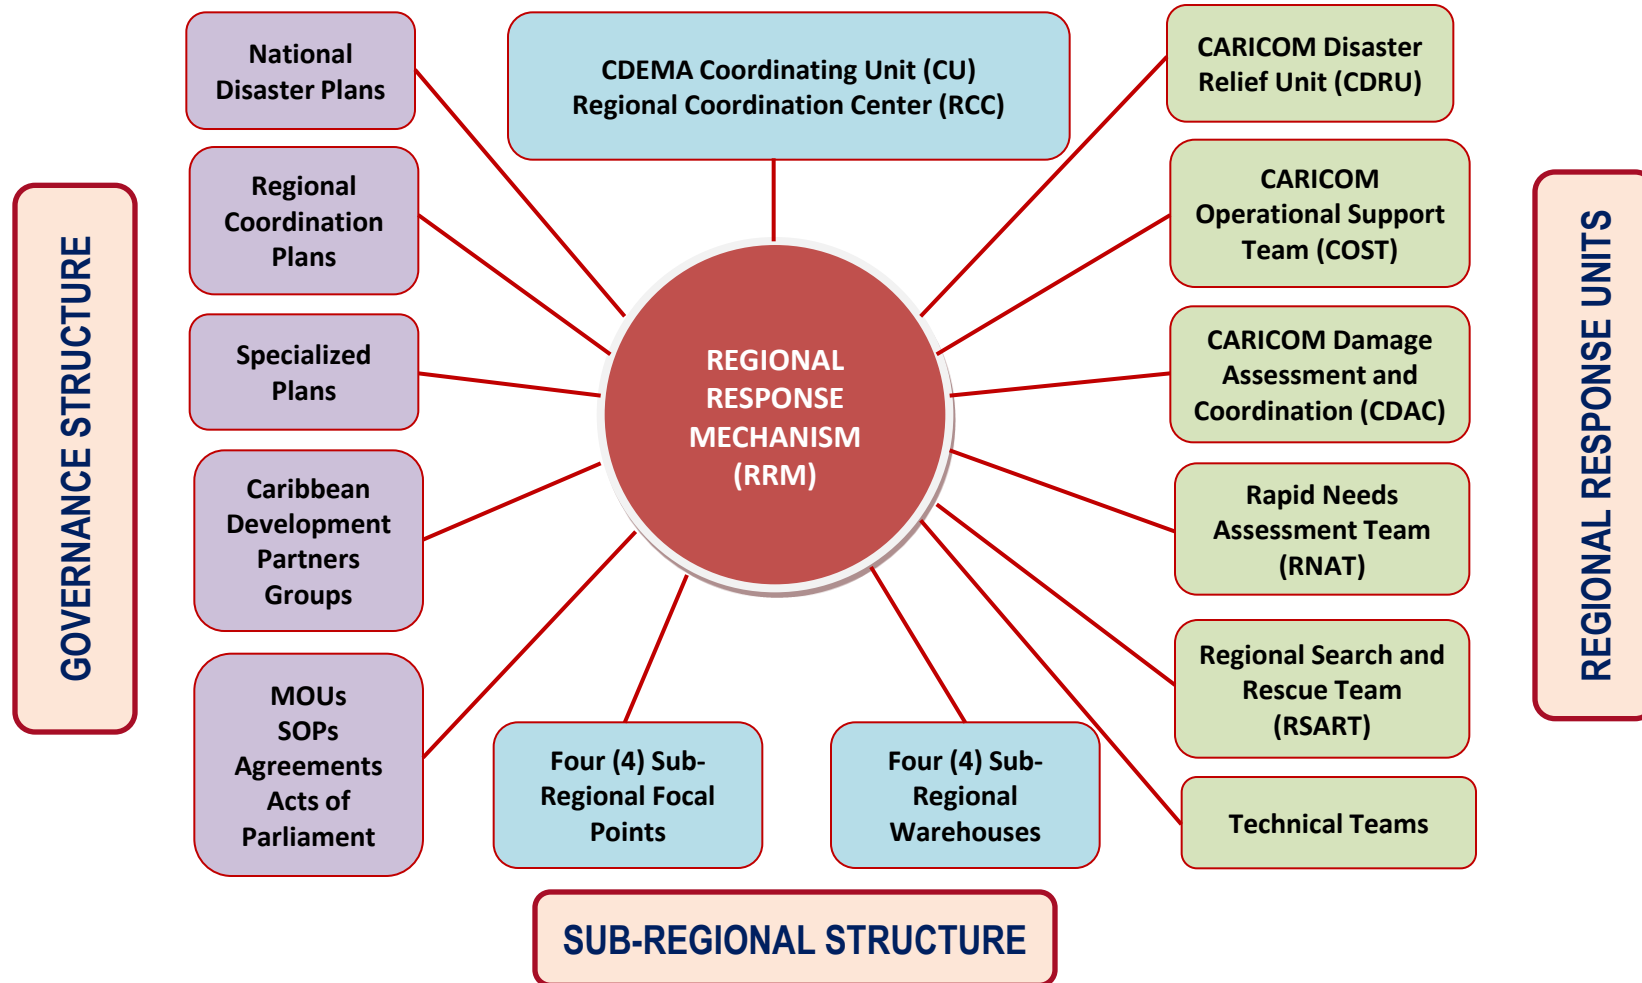 GOVERNANCE STRUCTURE
National
Disaster Plans
Regional
Coordination
Plans
Specialized
Plans
Caribbean
Development
Partners
Groups
MOUs
SOPs
Agreements
Acts of
Parliament
CDEMA Coordinating Unit (CU)
Regional Coordination Center (RCC)
REGIONAL
RESPONSE
MECHANISM
(RRM)
Four (4) Sub-
Regional Focal
Points
Four (4) Sub-
Regional
Warehouses
SUB-REGIONAL STRUCTURE
CARICOM Disaster
Relief Unit (CDRU)
CARICOM
Operational Support
Team (COST)
CARICOM Damage
Assessment and
Coordination (CDAC)
Rapid Needs
Assessment Team
(RNAT)
Regional Search and
Rescue Team
(RSART)
Technical Teams
REGIONAL RESPONSE UNITS